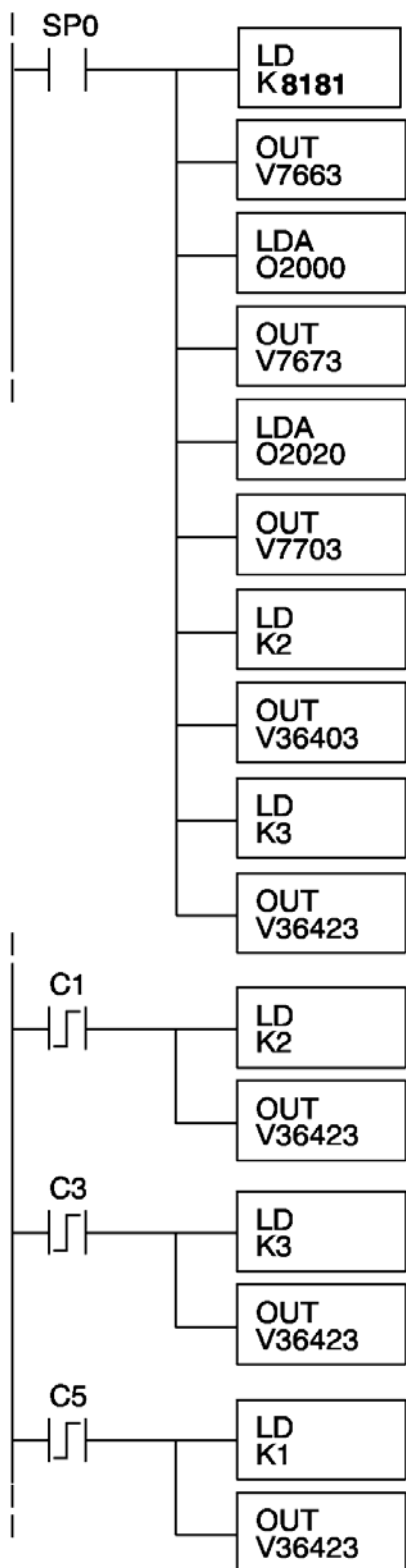 SP0
LD
K8181
OUT
V7663
LDA
O2000
OUT
V7673
LDA
O2020
OUT
V7703
LD
K2
OUT
V36403
LD
K3
OUT
V36423
C1
LD
K2
OUT
V36423
C3
LD
K3
OUT
V36423
C5
LD
K1
OUT
V36423